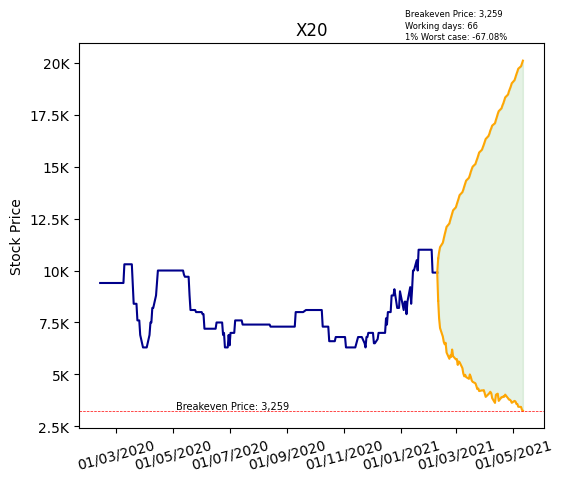 Breakeven Price: 3,259
Working days: 66
1% Worst case: -67.08%
X20
Stock Price
20K
17.5K
15K
12.5K
10K
7.5K
5K
2.5K
Breakeven Price: 3,259
01/03/2020 01/05/2020 01/07/2020 01/09/2020 01/11/2020 01/01/2021 01/03/2021 01/05/2021